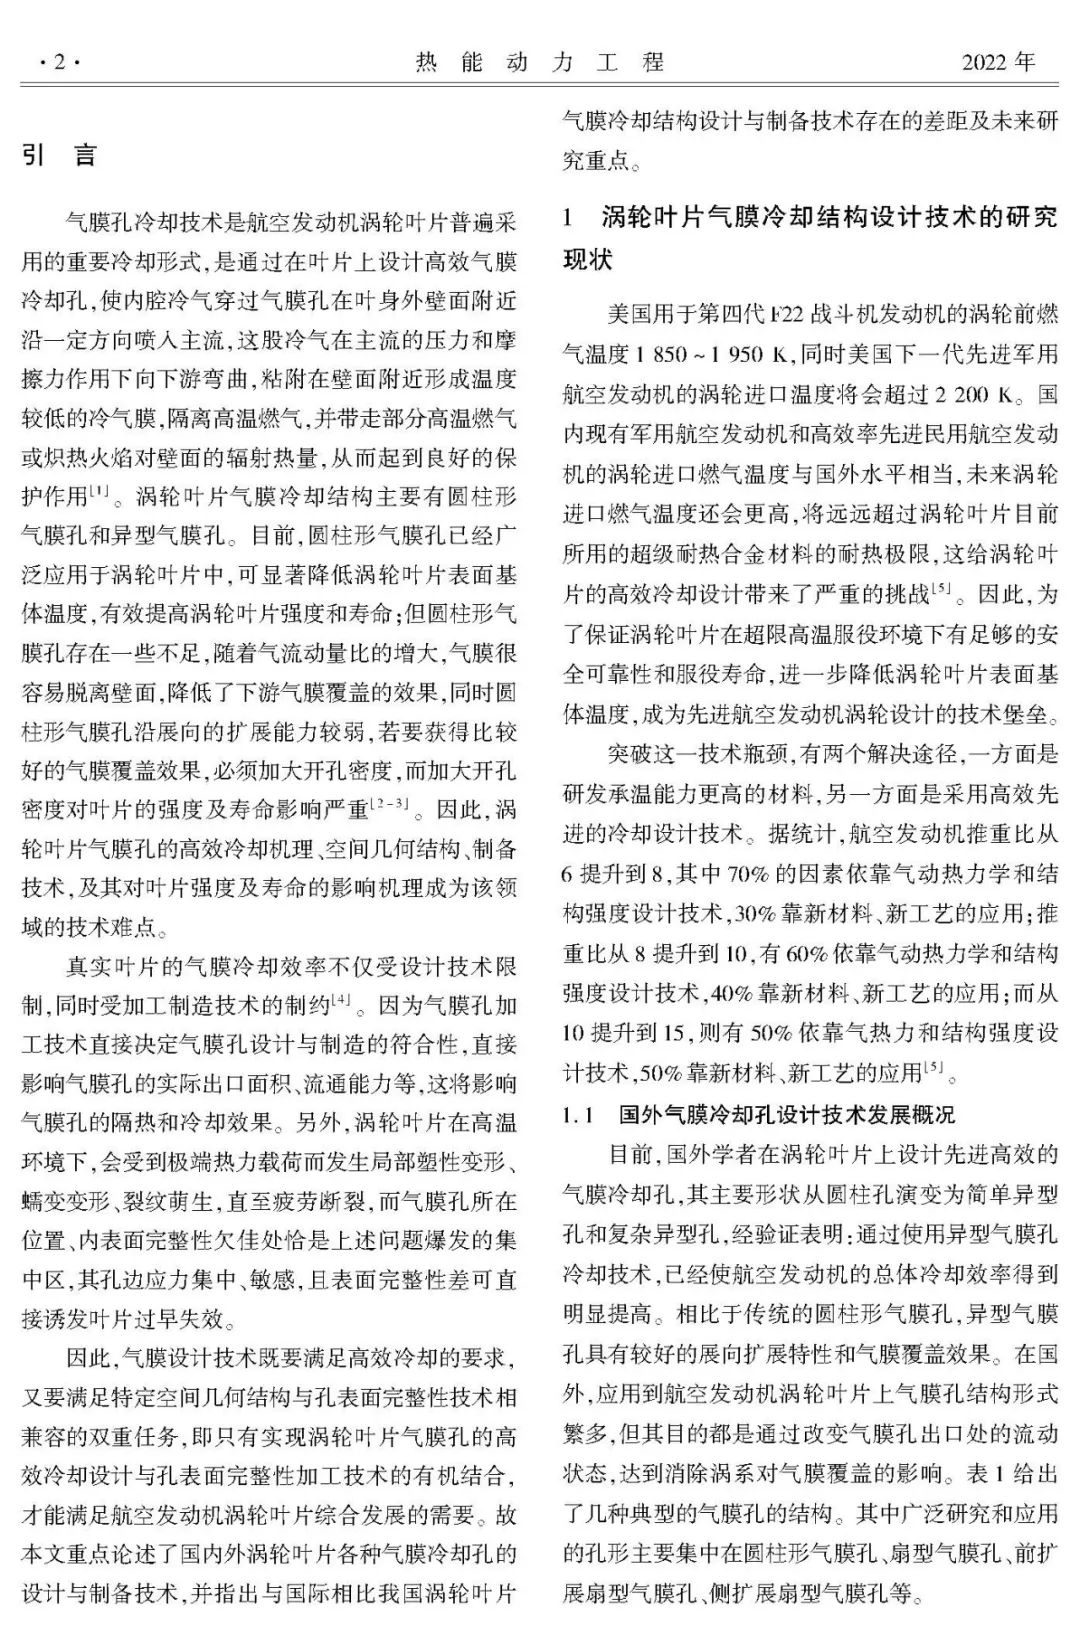 ·2·
热 能 动 力 工 程
2022 年
引 言
气膜孔冷却技术是航空发动机涡轮叶片普遍采
用的重要冷却形式,是通过在叶片上设计高效气膜
冷却孔,使内腔冷气穿过气膜孔在叶身外壁面附近
沿一定方向喷入主流,这股冷气在主流的压力和摩
擦力作用下向下游弯曲,粘附在壁面附近形成温度
较低的冷气膜,隔离高温燃气,并带走部分高温燃气
或炽热火焰对壁面的辐射热量,从而起到良好的保
护作用[1]。涡轮叶片气膜冷却结构主要有圆柱形
气膜孔和异型气膜孔。目前,圆柱形气膜孔已经广
泛应用于涡轮叶片中,可显著降低涡轮叶片表面基
体温度,有效提高涡轮叶片强度和寿命;但圆柱形气
膜孔存在一些不足,随着气流动量比的增大,气膜很
容易脱离壁面,降低了下游气膜覆盖的效果,同时圆
柱形气膜孔沿展向的扩展能力较弱,若要获得比较
好的气膜覆盖效果,必须加大开孔密度,而加大开孔
密度对叶片的强度及寿命影响严重[2-3]。因此,涡
轮叶片气膜孔的高效冷却机理、空间几何结构、制备
技术,及其对叶片强度及寿命的影响机理成为该领
域的技术难点。
真实叶片的气膜冷却效率不仅受设计技术限
制,同时受加工制造技术的制约[4]。因为气膜孔加
工技术直接决定气膜孔设计与制造的符合性,直接
影响气膜孔的实际出口面积、流通能力等,这将影响
气膜孔的隔热和冷却效果。另外,涡轮叶片在高温
环境下,会受到极端热力载荷而发生局部塑性变形、
蠕变变形、裂纹萌生,直至疲劳断裂,而气膜孔所在
位置、内表面完整性欠佳处恰是上述问题爆发的集
中区,其孔边应力集中、敏感,且表面完整性差可直
接诱发叶片过早失效。
因此,气膜设计技术既要满足高效冷却的要求,
又要满足特定空间几何结构与孔表面完整性技术相
兼容的双重任务,即只有实现涡轮叶片气膜孔的高
效冷却设计与孔表面完整性加工技术的有机结合,
才能满足航空发动机涡轮叶片综合发展的需要。故
本文重点论述了国内外涡轮叶片各种气膜冷却孔的
设计与制备技术,并指出与国际相比我国涡轮叶片
气膜冷却结构设计与制备技术存在的差距及未来研
究重点。
1 涡轮叶片气膜冷却结构设计技术的研究
现状
美国用于第四代 F22 战斗机发动机的涡轮前燃
气温度 1 850 ~ 1 950 K,同时美国下一代先进军用
航空发动机的涡轮进口温度将会超过 2 200 K。国
内现有军用航空发动机和高效率先进民用航空发动
机的涡轮进口燃气温度与国外水平相当,未来涡轮
进口燃气温度还会更高,将远远超过涡轮叶片目前
所用的超级耐热合金材料的耐热极限,这给涡轮叶
片的高效冷却设计带来了严重的挑战[5]。因此,为
了保证涡轮叶片在超限高温服役环境下有足够的安
全可靠性和服役寿命,进一步降低涡轮叶片表面基
体温度,成为先进航空发动机涡轮设计的技术堡垒。
突破这一技术瓶颈,有两个解决途径,一方面是
研发承温能力更高的材料,另一方面是采用高效先
进的冷却设计技术。据统计,航空发动机推重比从
6 提升到 8,其中 70% 的因素依靠气动热力学和结
构强度设计技术,30% 靠新材料、新工艺的应用;推
重比从 8 提升到 10,有 60% 依靠气动热力学和结构
强度设计技术,40% 靠新材料、新工艺的应用;而从
10 提升到 15,则有 50% 依靠气热力和结构强度设
计技术,50% 靠新材料、新工艺的应用[5]。
1.1 国外气膜冷却孔设计技术发展概况
目前,国外学者在涡轮叶片上设计先进高效的
气膜冷却孔,其主要形状从圆柱孔演变为简单异型
孔和复杂异型孔,经验证表明:通过使用异型气膜孔
冷却技术,已经使航空发动机的总体冷却效率得到
明显提高。相比于传统的圆柱形气膜孔,异型气膜
孔具有较好的展向扩展特性和气膜覆盖效果。在国
外,应用到航空发动机涡轮叶片上气膜孔结构形式
繁多,但其目的都是通过改变气膜孔出口处的流动
状态,达到消除涡系对气膜覆盖的影响。表 1 给出
了几种典型的气膜孔的结构。其中广泛研究和应用
的孔形主要集中在圆柱形气膜孔、扇型气膜孔、前扩
展扇型气膜孔、侧扩展扇型气膜孔等。